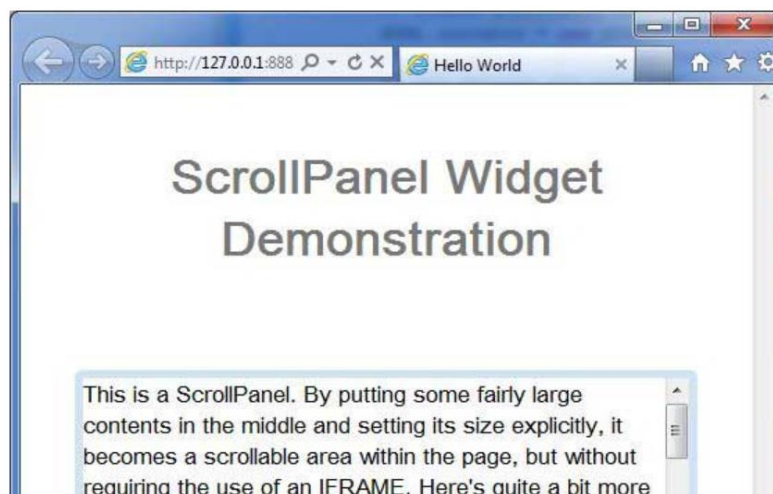 http://127.0.0.1:888
Hello World
ScrollPanel Widget
Demonstration
This is a ScrollPanel. By putting some fairly large
contents in the middle and setting its size explicitly, it
becomes a scrollable area within the page, but without
requiring the use of an IFRAME. Here's quite a bit more